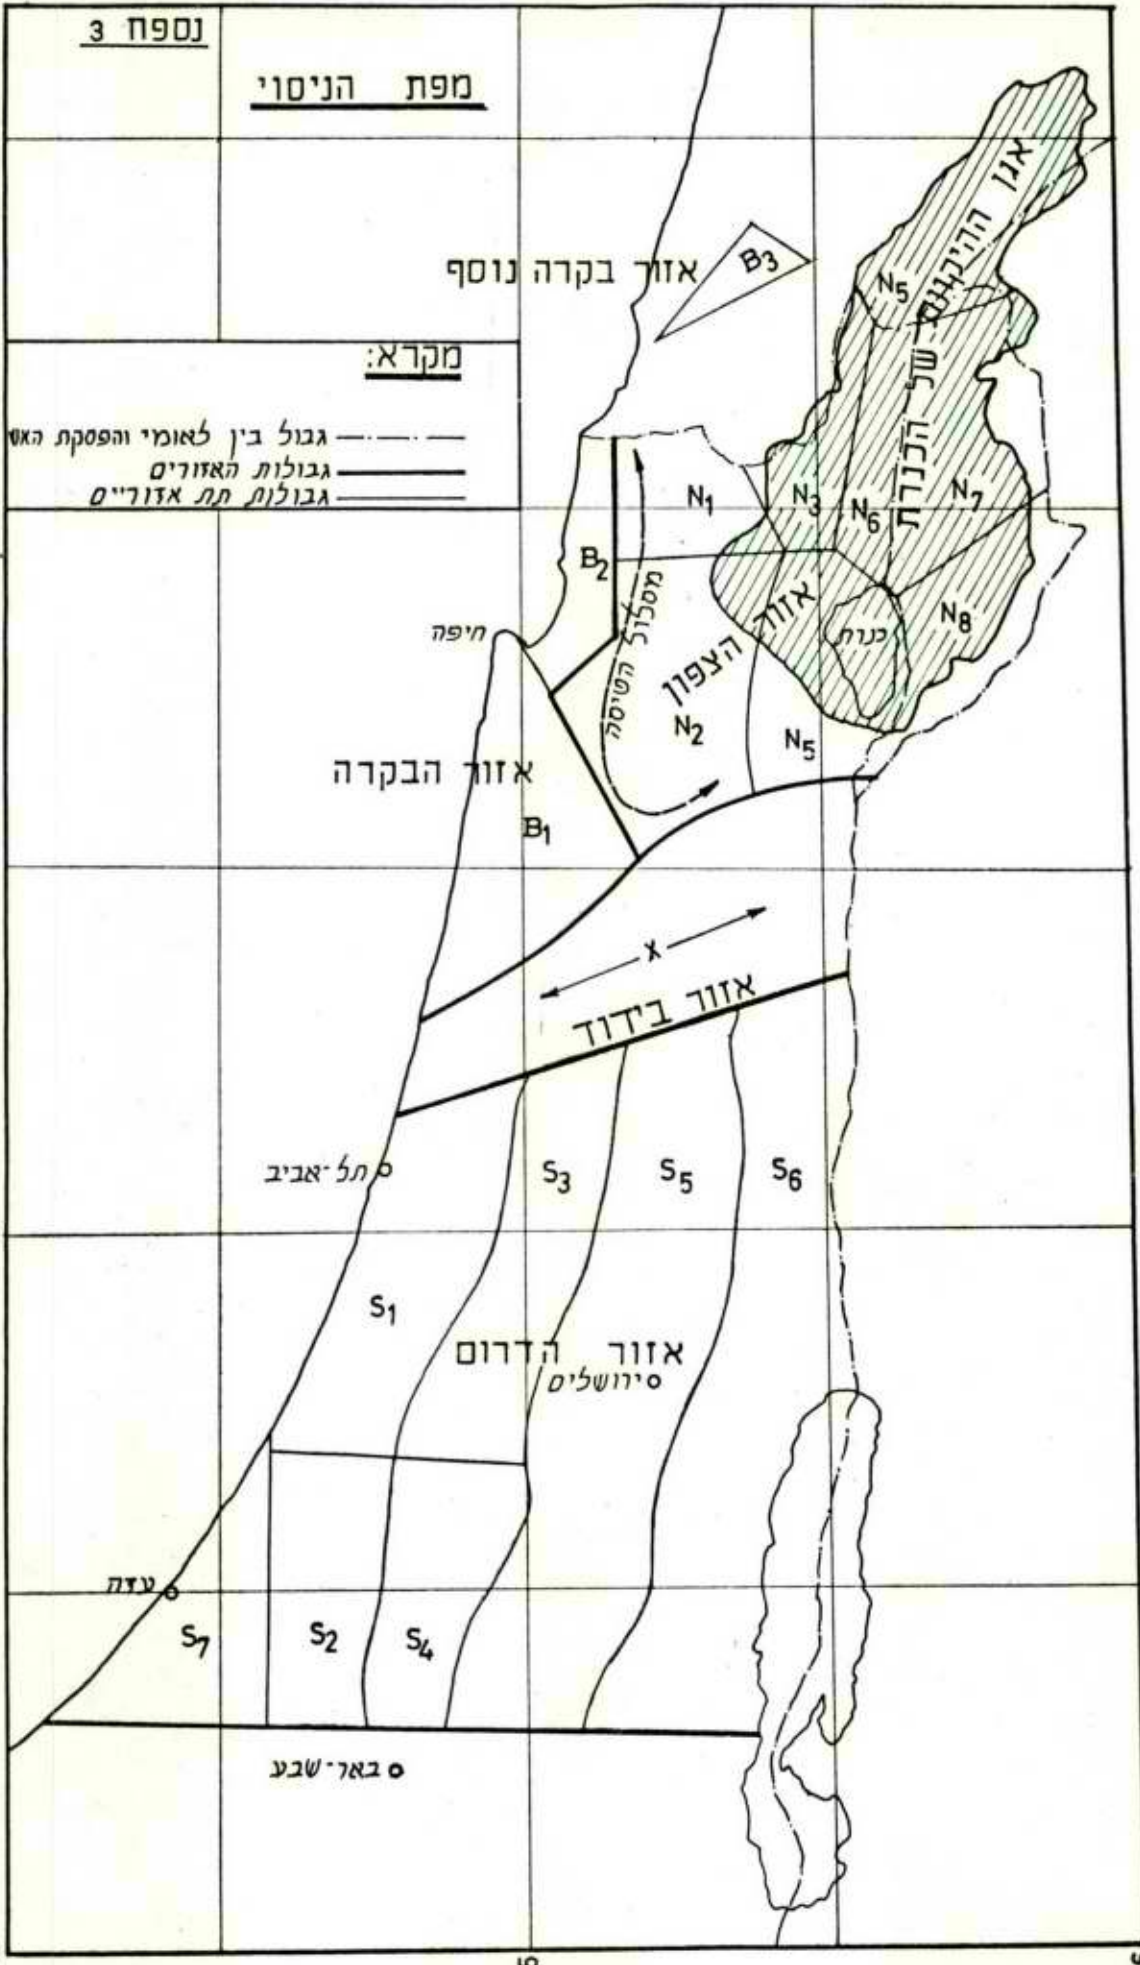 נספח 3
מפת הניסוי
אגן ההיקוות של הכנרת
אזור בקרה נוסף
B3
N5
מקרא:
גבול בין לאומי והפסקת האש
גבולות האזורים
גבולות תת אזוריים
N1
N3
N6
N7
B2
מסלול הטיסה
אזור הצפון
N8
כנרת
חיפה
N2
N5
אזור הבקרה
B1
X
אזור בידוד
תל-אביב
S3
S5
S6
S1
אזור הדרום
ירושלים
עזה
S7
S2
S4
באר-שבע